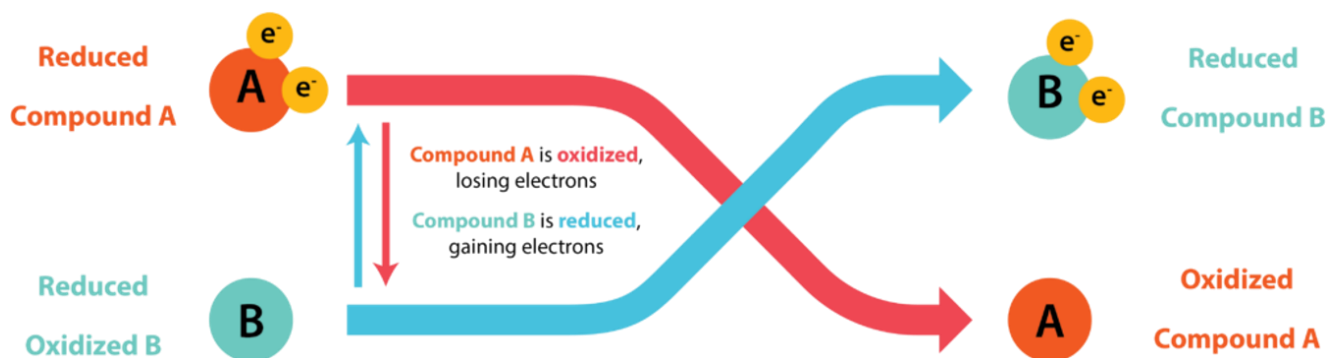 Reduced
Compound A
e-
A
e-
Compound A is oxidized,
losing electrons
Compound B is reduced,
gaining electrons
Reduced
Oxidized B
B
e-
B
e-
Reduced
Compound B
A
Oxidized
Compound A